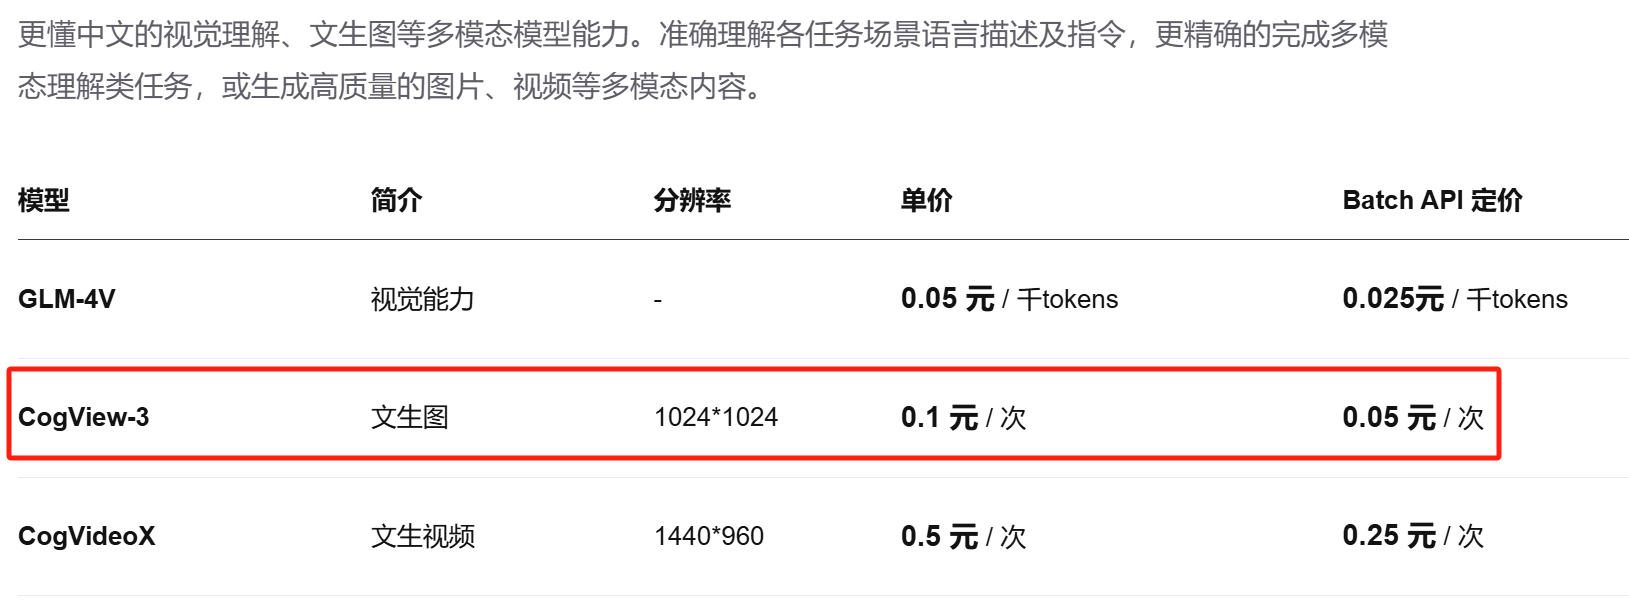 更懂中文的视觉理解、文生图等多模态模型能力。准确理解各任务场景语言描述及指令，更精确的完成多模
态理解类任务，或生成高质量的图片、视频等多模态内容。
模型 简介 分辨率 单价 Batch API 定价
GLM-4V 视觉能力 - 0.05 元 / 千tokens 0.025元 / 千tokens
CogView-3 文生图 1024*1024 0.1 元 / 次 0.05 元 / 次
CogVideoX 文生视频 1440*960 0.5 元 / 次 0.25 元 / 次